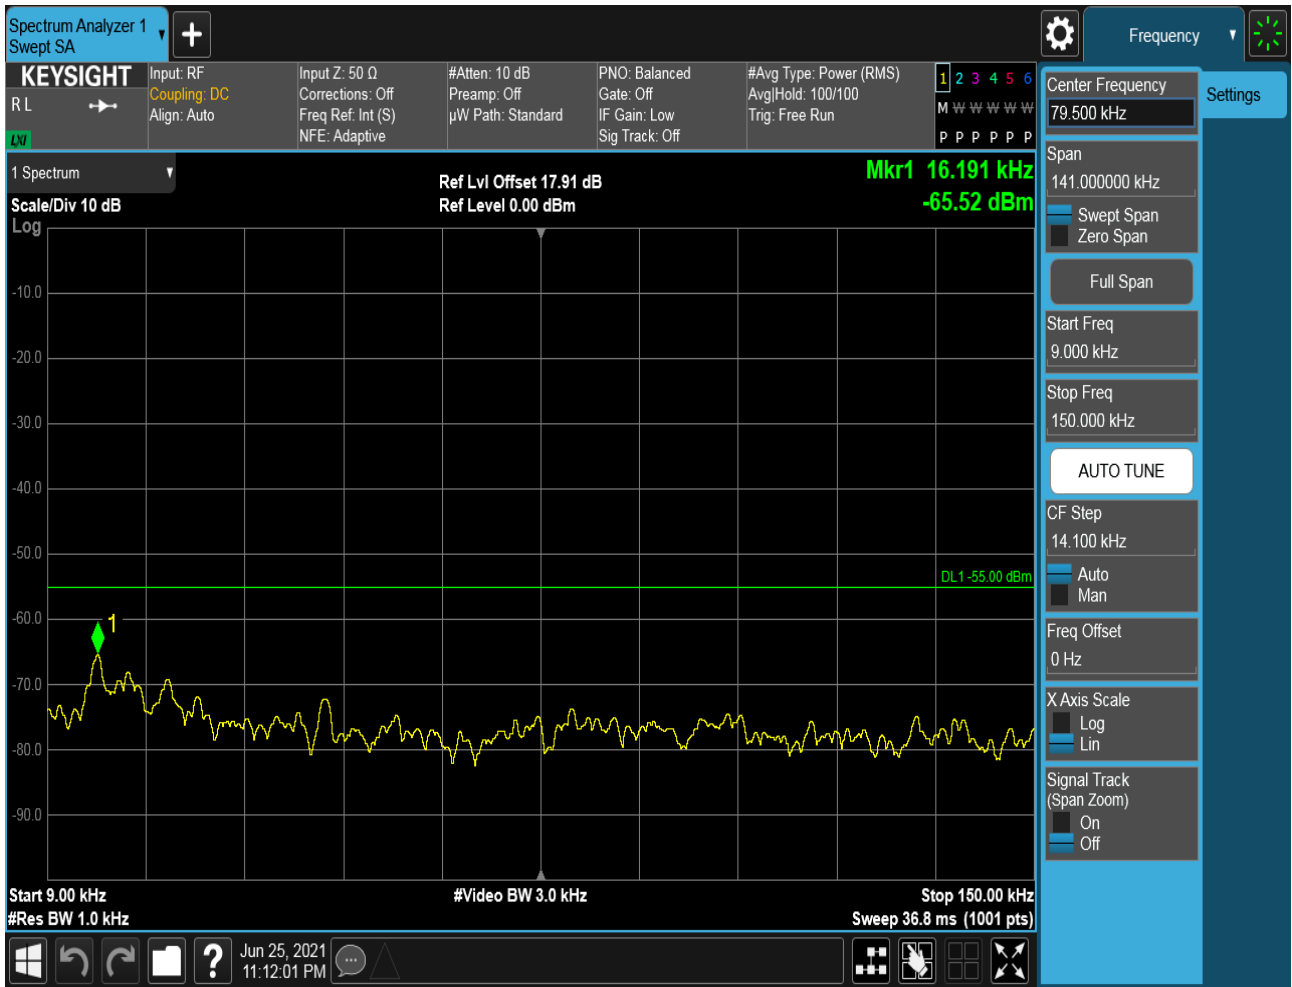 Spectrum Analyzer 1
Swept SA
Frequency
KEYSIGHT
R L
LXI
Input: RF
Coupling: DC
Align: Auto
Input Z: 50 Ω
Corrections: Off
Freq Ref: Int (S)
NFE: Adaptive
#Atten: 10 dB
Preamp: Off
µW Path: Standard
PNO: Balanced
Gate: Off
IF Gain: Low
Sig Track: Off
#Avg Type: Power (RMS)
Avg|Hold: 100/100
Trig: Free Run
1 2 3 4 5 6
M W W W W W
P P P P P P
1 Spectrum
Scale/Div 10 dB
Log
Ref Lvl Offset 17.91 dB
Ref Level 0.00 dBm
Mkr1 16.191 kHz
-65.52 dBm
-10.0
-20.0
-30.0
-40.0
-50.0
DL1 -55.00 dBm
-60.0
1
-70.0
-80.0
-90.0
Start 9.00 kHz
#Res BW 1.0 kHz
#Video BW 3.0 kHz
Stop 150.00 kHz
Sweep 36.8 ms (1001 pts)
Jun 25, 2021
11:12:01 PM
Center Frequency
79.500 kHz
Settings
Span
141.000000 kHz
Swept Span
Zero Span
Full Span
Start Freq
9.000 kHz
Stop Freq
150.000 kHz
AUTO TUNE
CF Step
14.100 kHz
Auto
Man
Freq Offset
0 Hz
X Axis Scale
Log
Lin
Signal Track
(Span Zoom)
On
Off